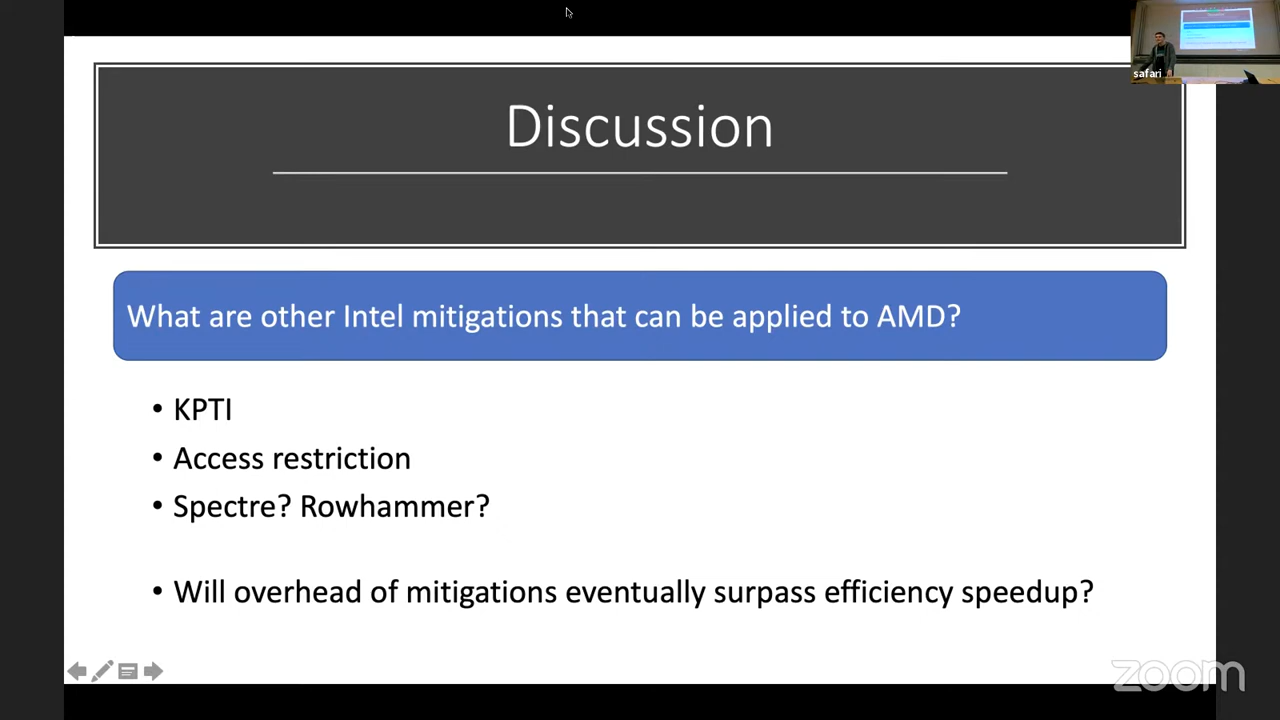 safari
Discussion
What are other Intel mitigations that can be applied to AMD?
• KPTI
• Access restriction
• Spectre? Rowhammer?
• Will overhead of mitigations eventually surpass efficiency speedup?
zoom